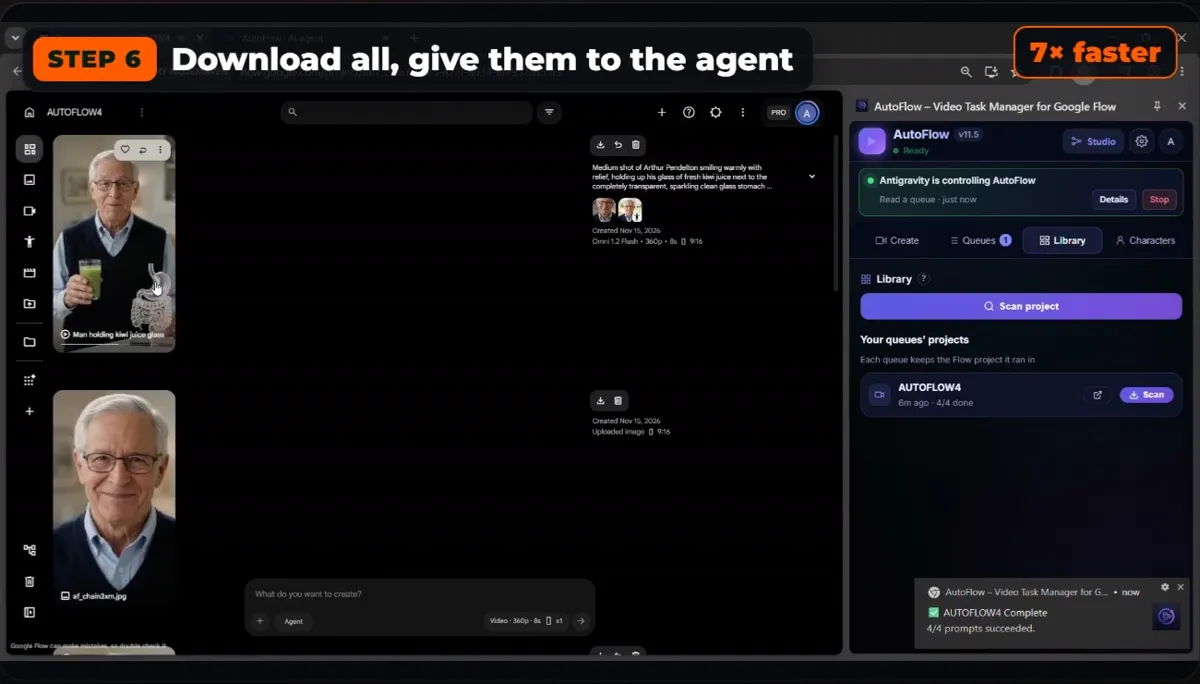 STEP 6 Download all, give them to the agent
7× faster
AUTOFLOW4
PRO A
Man holding kiwi juice glass
Medium shot of Arthur Pendelton smiling warmly with
relief, holding up his glass of fresh kiwi juice next to the
completely transparent, sparkling clean glass stomach ...
Created Nov 15, 2026
Omni 1.2 Flash • 360p • 8s 9:16
af_chain3xm.jpg
Created Nov 15, 2026
Uploaded image 9:16
What do you want to create?
Agent
Video · 360p · 8s x1
Google Flow can make mistakes, so double check it
AutoFlow – Video Task Manager for Google Flow
AutoFlow v11.5
Ready
Studio
A
Antigravity is controlling AutoFlow
Read a queue · just now
Details
Stop
Create
Queues 1
Library
Characters
Library ?
Scan project
Your queues' projects
Each queue keeps the Flow project it ran in
AUTOFLOW4
6m ago · 4/4 done
Scan
AutoFlow – Video Task Manager for G... • now
AUTOFLOW4 Complete
4/4 prompts succeeded.